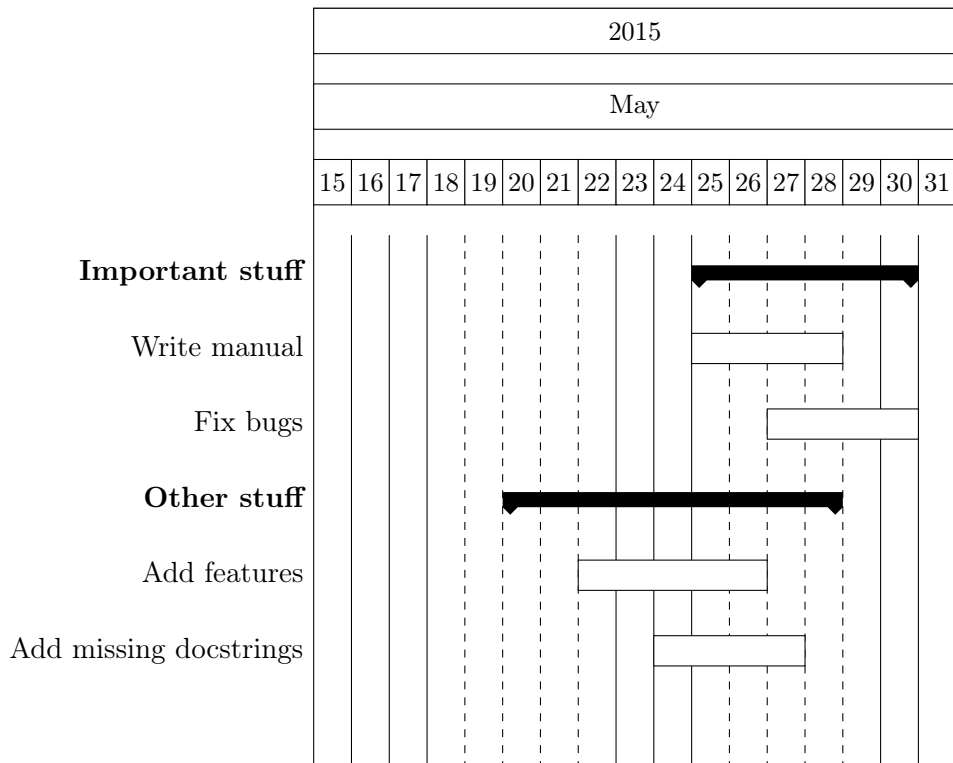 2015
May
15 16 17 18 19 20 21 22 23 24 25 26 27 28 29 30 31
Important stuff
Write manual
Fix bugs
Other stuff
Add features
Add missing docstrings